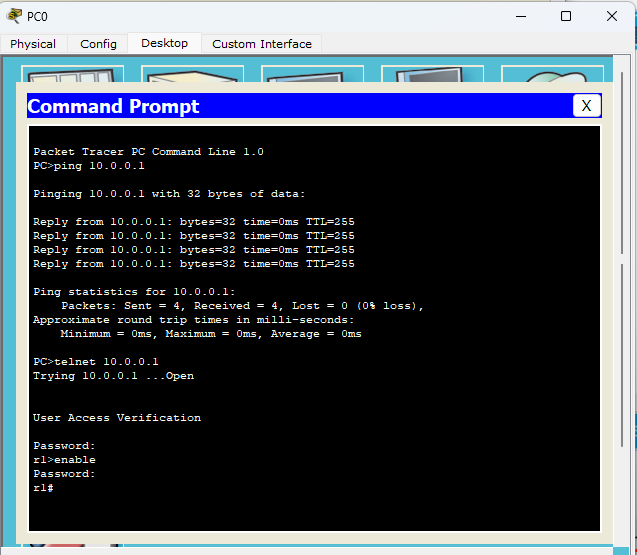 PC0
Physical Config Desktop Custom Interface
Command Prompt
X
Packet Tracer PC Command Line 1.0
PC>ping 10.0.0.1
Pinging 10.0.0.1 with 32 bytes of data:
Reply from 10.0.0.1: bytes=32 time=0ms TTL=255
Reply from 10.0.0.1: bytes=32 time=0ms TTL=255
Reply from 10.0.0.1: bytes=32 time=0ms TTL=255
Reply from 10.0.0.1: bytes=32 time=0ms TTL=255
Ping statistics for 10.0.0.1:
Packets: Sent = 4, Received = 4, Lost = 0 (0% loss),
Approximate round trip times in milli-seconds:
Minimum = 0ms, Maximum = 0ms, Average = 0ms
PC>telnet 10.0.0.1
Trying 10.0.0.1 ...Open
User Access Verification
Password:
r1>enable
Password:
r1#